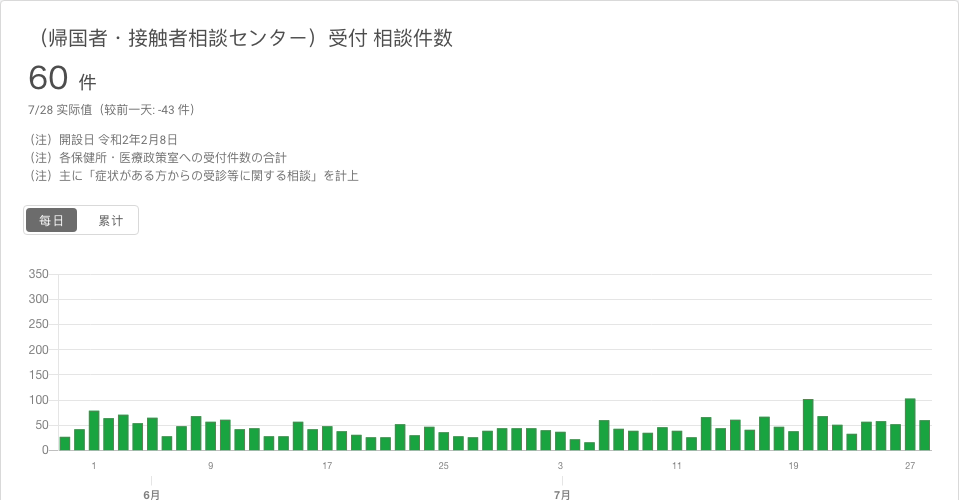 （帰国者・接触者相談センター）受付 相談件数
60 件
7/28 实际值（较前一天: -43 件）
（注）開設日 令和2年2月8日
（注）各保健所・医療政策室への受付件数の合計
（注）主に「症状がある方からの受診等に関する相談」を計上
每日 累计
350
300
250
200
150
100
50
0
1 9 17 25 3 11 19 27
6月 7月